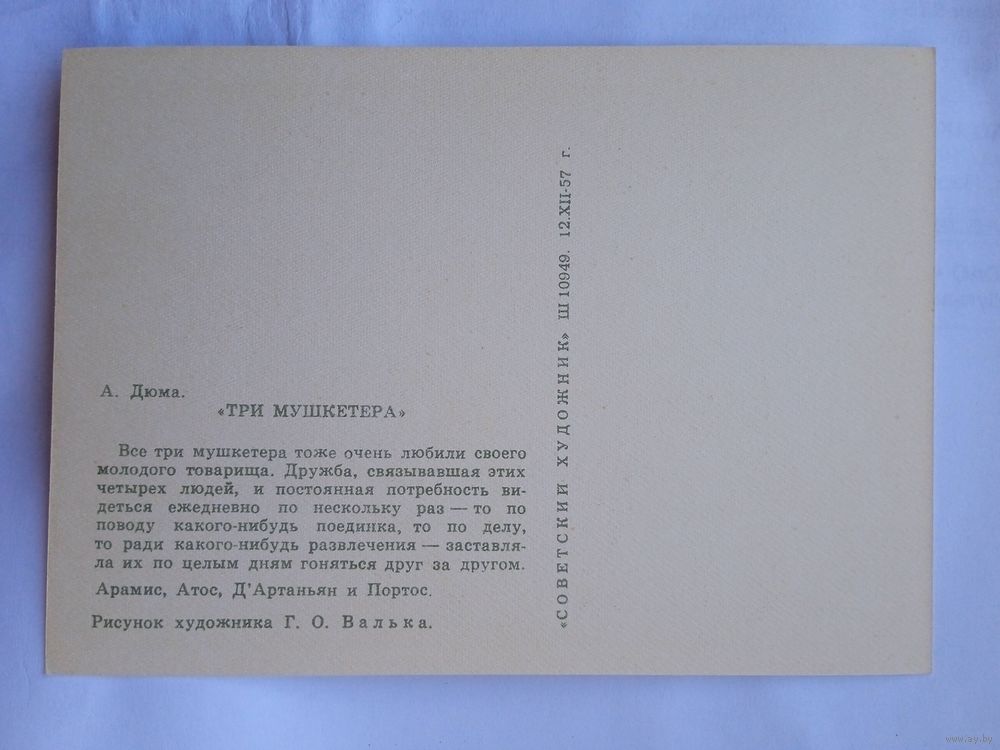 А. Дюма.
«ТРИ МУШКЕТЕРА»
Все три мушкетера тоже очень любили своего
молодого товарища. Дружба, связывавшая этих
четырех людей, и постоянная потребность ви-
деться ежедневно по нескольку раз — то по
поводу какого-нибудь поединка, то по делу,
то ради какого-нибудь развлечения — заставля-
ла их по целым дням гоняться друг за другом.
Арамис, Атос, Д'Артаньян и Портос.
Рисунок художника Г. О. Валька.
«СОВЕТСКИЙ ХУДОЖНИК» Ш 10949. 12.XII-57 г.
www.ay.by